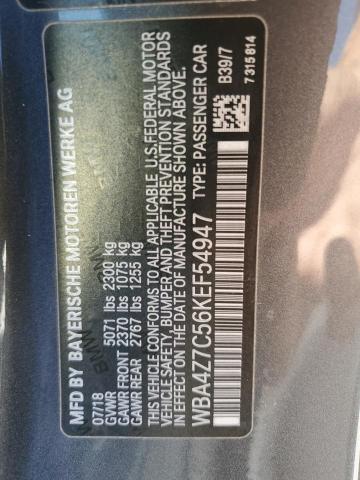 MFD BY BAYERISCHE MOTOREN WERKE AG
07/18
GVWR 5071 lbs 2300 kg
GAWR FRONT 2370 lbs 1075 kg
GAWR REAR 2767 lbs 1255 kg
THIS VEHICLE CONFORMS TO ALL APPLICABLE U.S. FEDERAL MOTOR
VEHICLE SAFETY, BUMPER, AND THEFT PREVENTION STANDARDS
IN EFFECT ON THE DATE OF MANUFACTURE SHOWN ABOVE.
WBA4Z7C56KEF54947 TYPE: PASSENGER CAR
B39/7
7315814
BMW